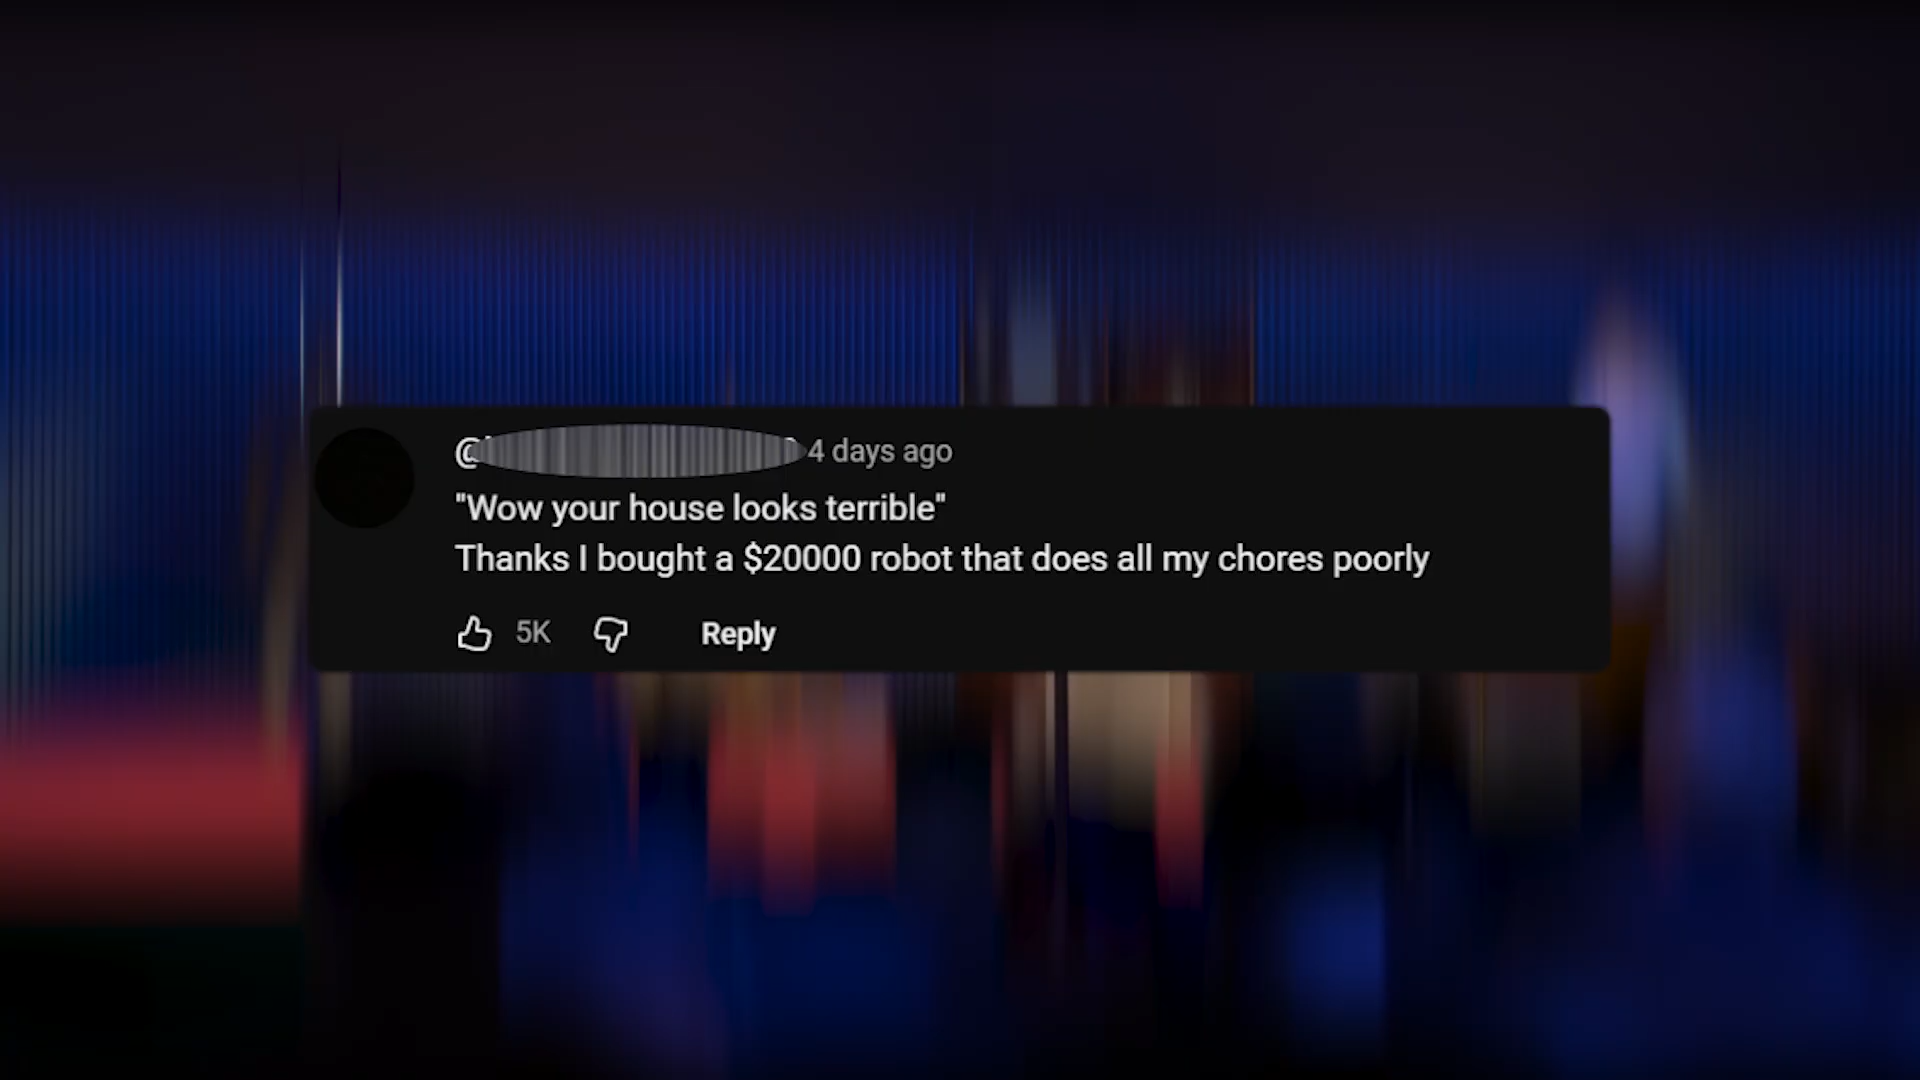 @ 4 days ago
"Wow your house looks terrible"
Thanks I bought a $20000 robot that does all my chores poorly
5K Reply